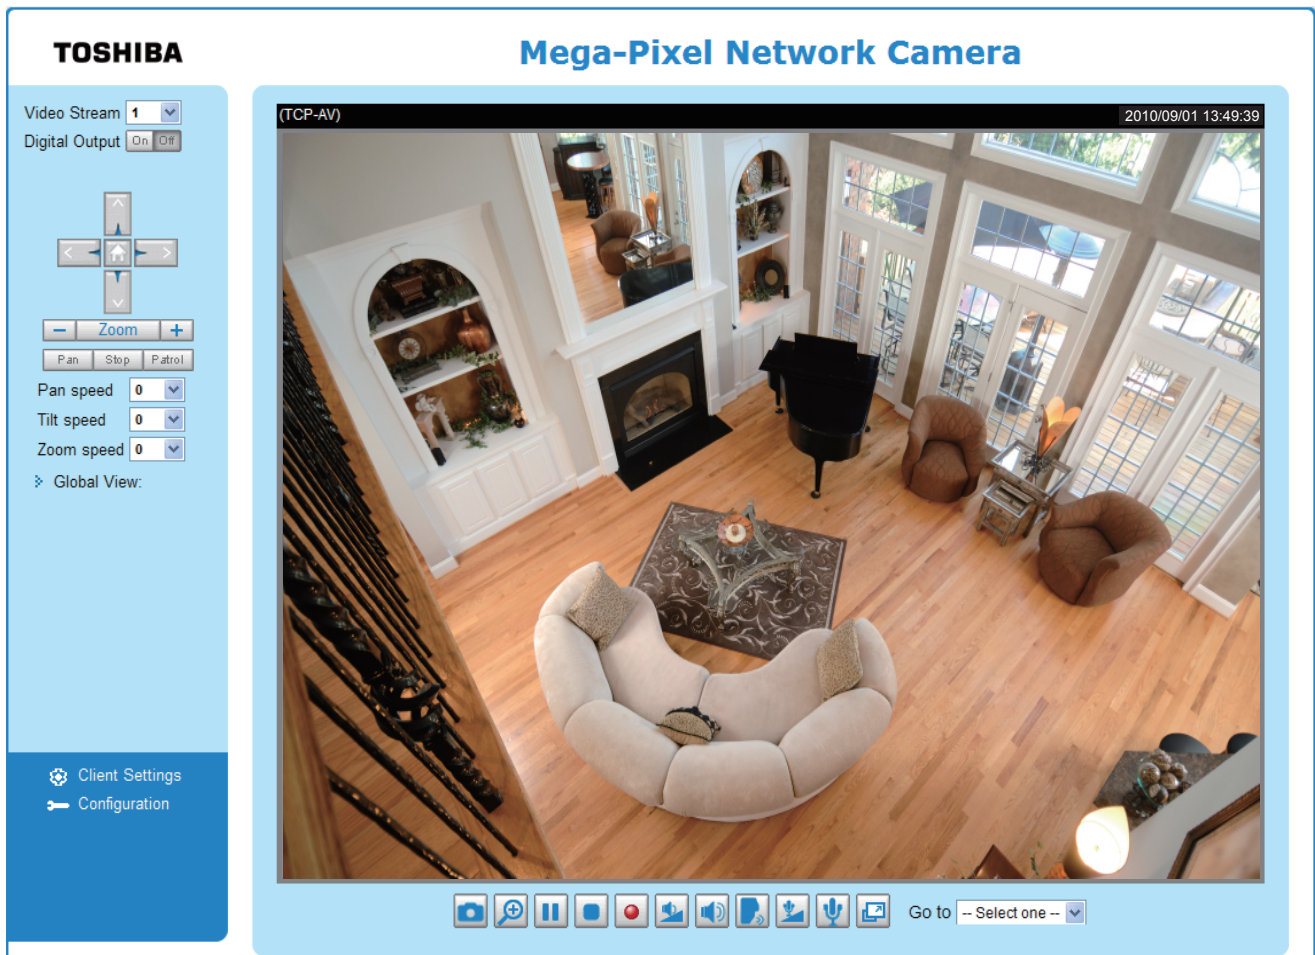 TOSHIBA
Mega-Pixel Network Camera
Video Stream 1
Digital Output On Off
(TCP-AV) 2010/09/01 13:49:39
Zoom
Pan Stop Patrol
Pan speed 0
Tilt speed 0
Zoom speed 0
Global View:
Client Settings
Configuration
Go to -- Select one --